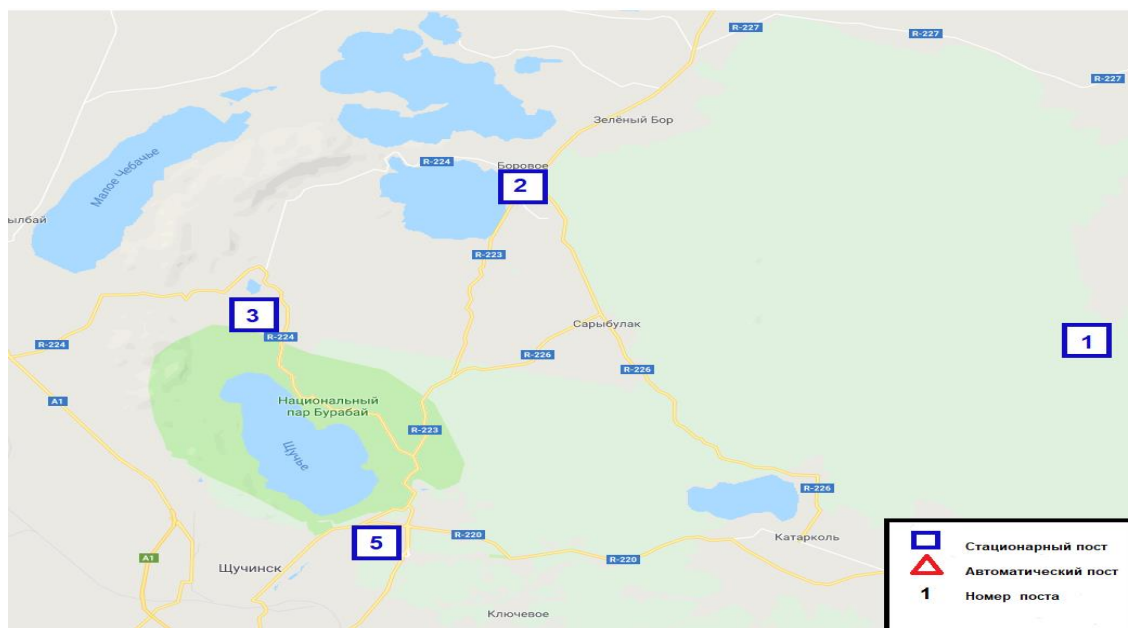 R-227
R-227
R-227
Зелёный Бор
R-224
Боровое
2
Малое Чебачье
ылбай
R-223
3
Сарыбулак
R-224
R-224
1
R-226
R-226
A1
Национальный
пар Бурабай
R-223
Щучье
R-226
5
R-220
Катарколь
A1
R-220
Щучинск
Ключевое
Стационарный пост
Автоматический пост
1 Номер поста